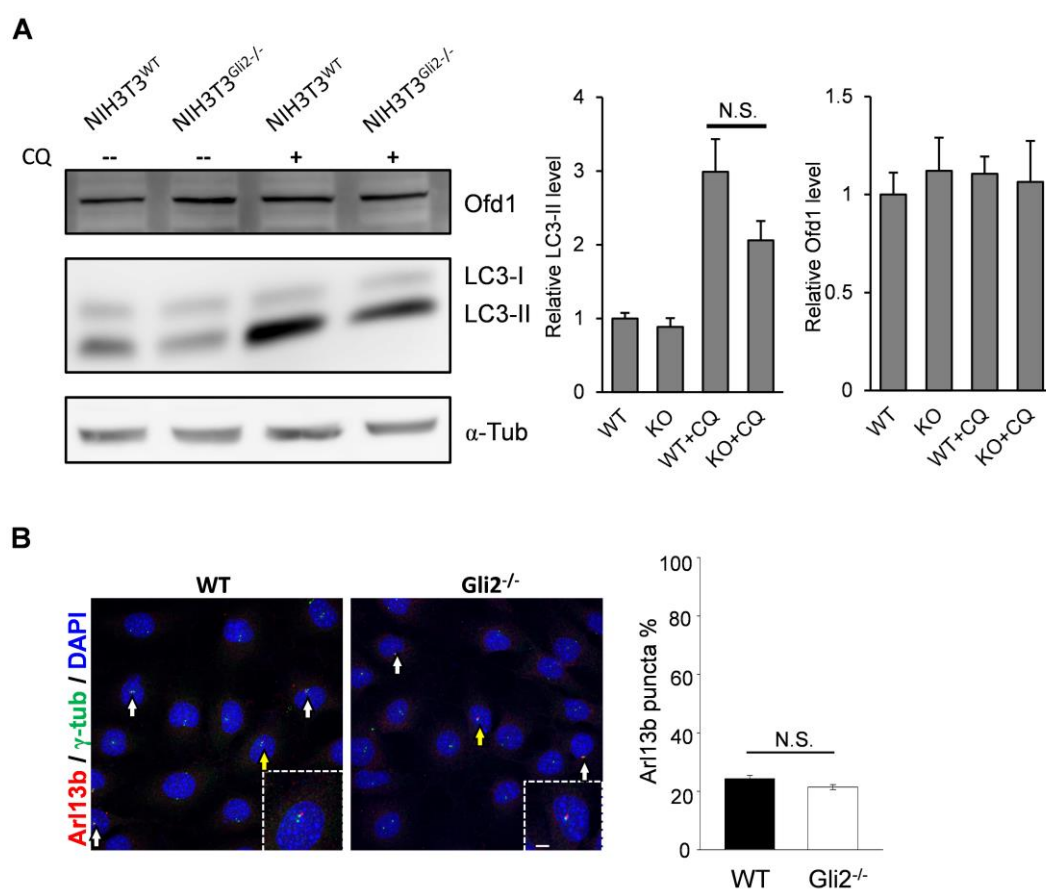 A
NIH3T3WT
NIH3T3Gli2-/-
NIH3T3WT
NIH3T3Gli2-/-
CQ -- -- + +
Ofd1
LC3-I
LC3-II
α-Tub
Relative LC3-II level
4
3
2
1
0
N.S.
WT
KO
WT+CQ
KO+CQ
Relative Ofd1 level
1.5
1
0.5
0
WT
KO
WT+CQ
KO+CQ
B
WT
Gli2-/-
Arl13b / γ-tub / DAPI
Arl13b puncta %
100
80
60
40
20
0
N.S.
WT
Gli2-/-